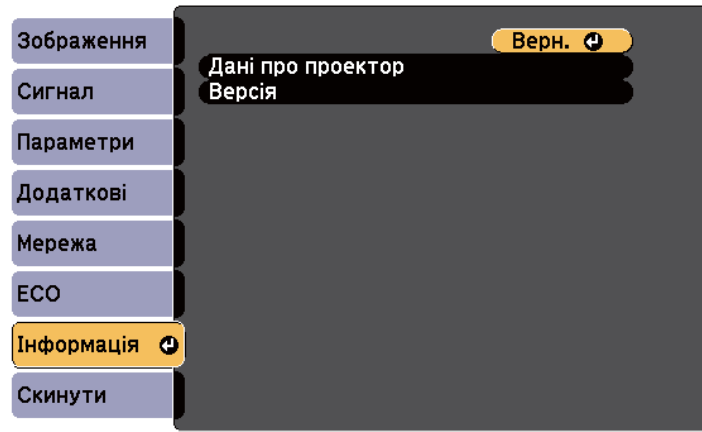 Зображення
Сигнал
Параметри
Додаткові
Мережа
ECO
Інформація
Скинути
Верн.
Дані про проектор
Версія